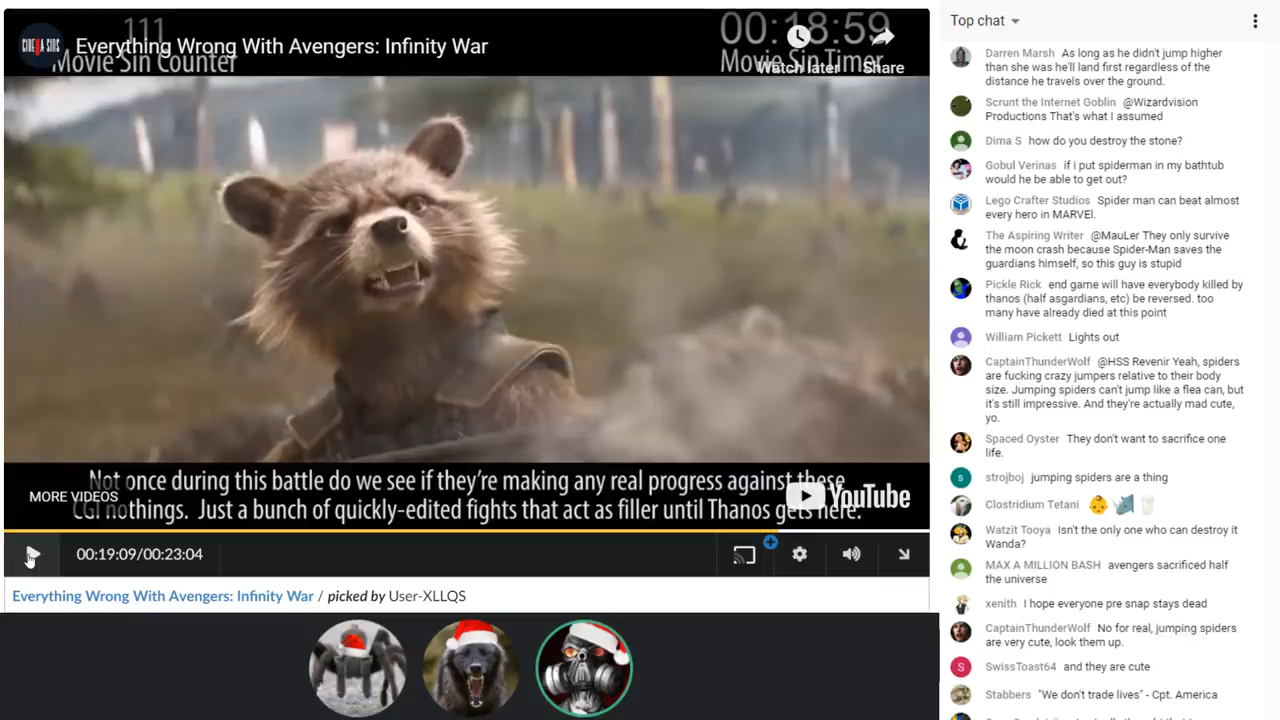 111
00:18:59
CINEMA SINS
Everything Wrong With Avengers: Infinity War
Movie Sin Counter
Movie Sin Timer
Watch later
Share
Not once during this battle do we see if they're making any real progress against these
CGI nothings. Just a bunch of quickly-edited fights that act as filler until Thanos gets here.
MORE VIDEOS
YouTube
00:19:09/00:23:04
Everything Wrong With Avengers: Infinity War / picked by User-XLLQS
Top chat
Darren Marsh As long as he didn't jump higher
than she was he'll land first regardless of the
distance he travels over the ground.
Scrunt the Internet Goblin @Wizardvision
Productions That's what I assumed
Dima S how do you destroy the stone?
Gobul Verinas if i put spiderman in my bathtub
would he be able to get out?
Lego Crafter Studios Spider man can beat almost
every hero in MARVEl.
The Aspiring Writer @MauLer They only survive
the moon crash because Spider-Man saves the
guardians himself, so this guy is stupid
Pickle Rick end game will have everybody killed by
thanos (half asgardians, etc) be reversed. too
many have already died at this point
William Pickett Lights out
CaptainThunderWolf @HSS Revenir Yeah, spiders
are fucking crazy jumpers relative to their body
size. Jumping spiders can't jump like a flea can, but
it's still impressive. And they're actually mad cute,
yo.
Spaced Oyster They don't want to sacrifice one
life.
S strojboj jumping spiders are a thing
Clostridium Tetani 👶 🦈 🥛
Watzit Tooya Isn't the only one who can destroy it
Wanda?
MAX A MILLION BASH avengers sacrificed half
the universe
xenith I hope everyone pre snap stays dead
CaptainThunderWolf No for real, jumping spiders
are very cute, look them up.
S SwissToast64 and they are cute
Stabbers "We don't trade lives" - Cpt. America